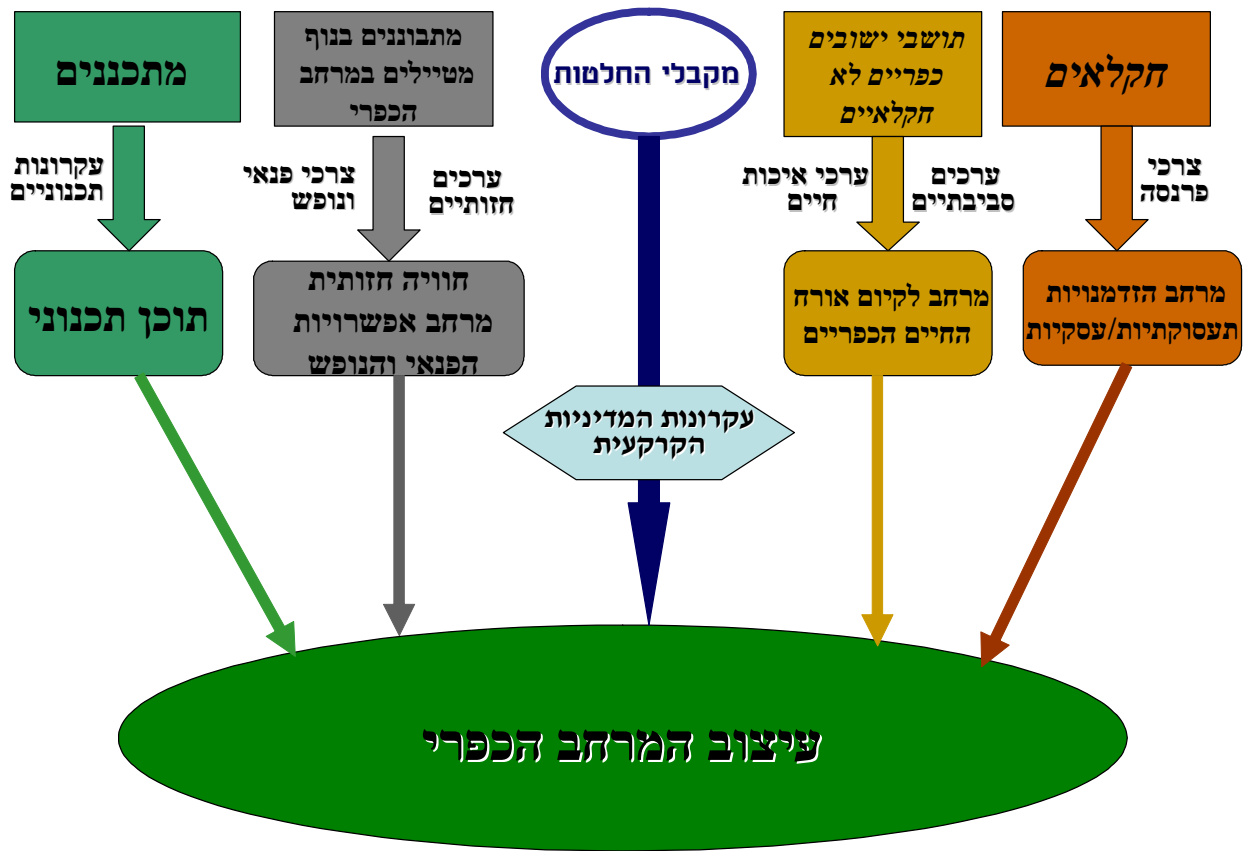 חקלאים
תושבי ישובים
כפריים לא
חקלאיים
מקבלי החלטות
מתבוננים בנוף
מטיילים במרחב
הכפרי
מתכננים
צרכי
פרנסה
ערכים
סביבתיים
ערכי איכות
חיים
ערכים
חזותיים
צרכי פנאי
ונופש
עקרונות
תכנוניים
מרחב הזדמנויות
תעסוקתיות/עסקיות
מרחב לקיום אורח
החיים הכפריים
חוויה חזותית
מרחב אפשרויות
הפנאי והנופש
תוכן תכנוני
עקרונות המדיניות
הקרקעית
עיצוב המרחב הכפרי